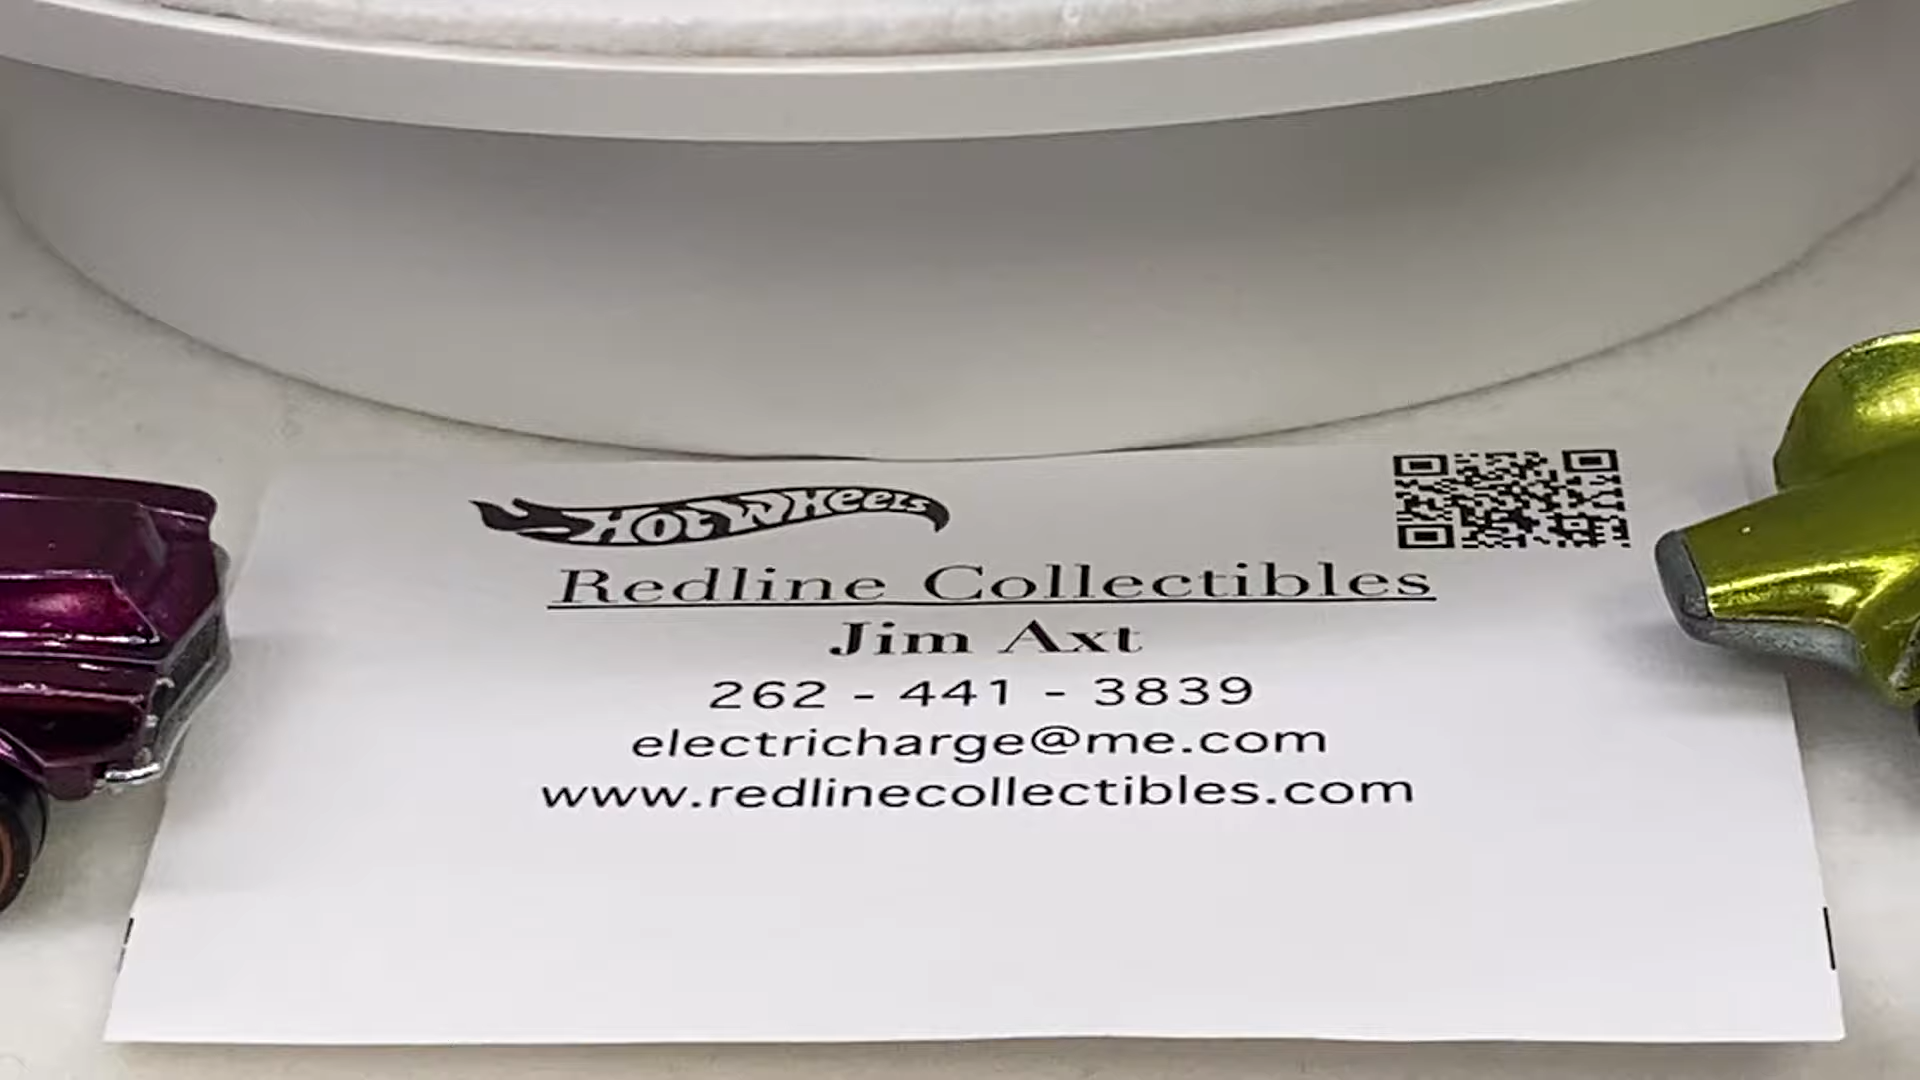 Hot Wheels
Redline Collectibles
Jim Axt
262 - 441 - 3839
electricharge@me.com
www.redlinecollectibles.com